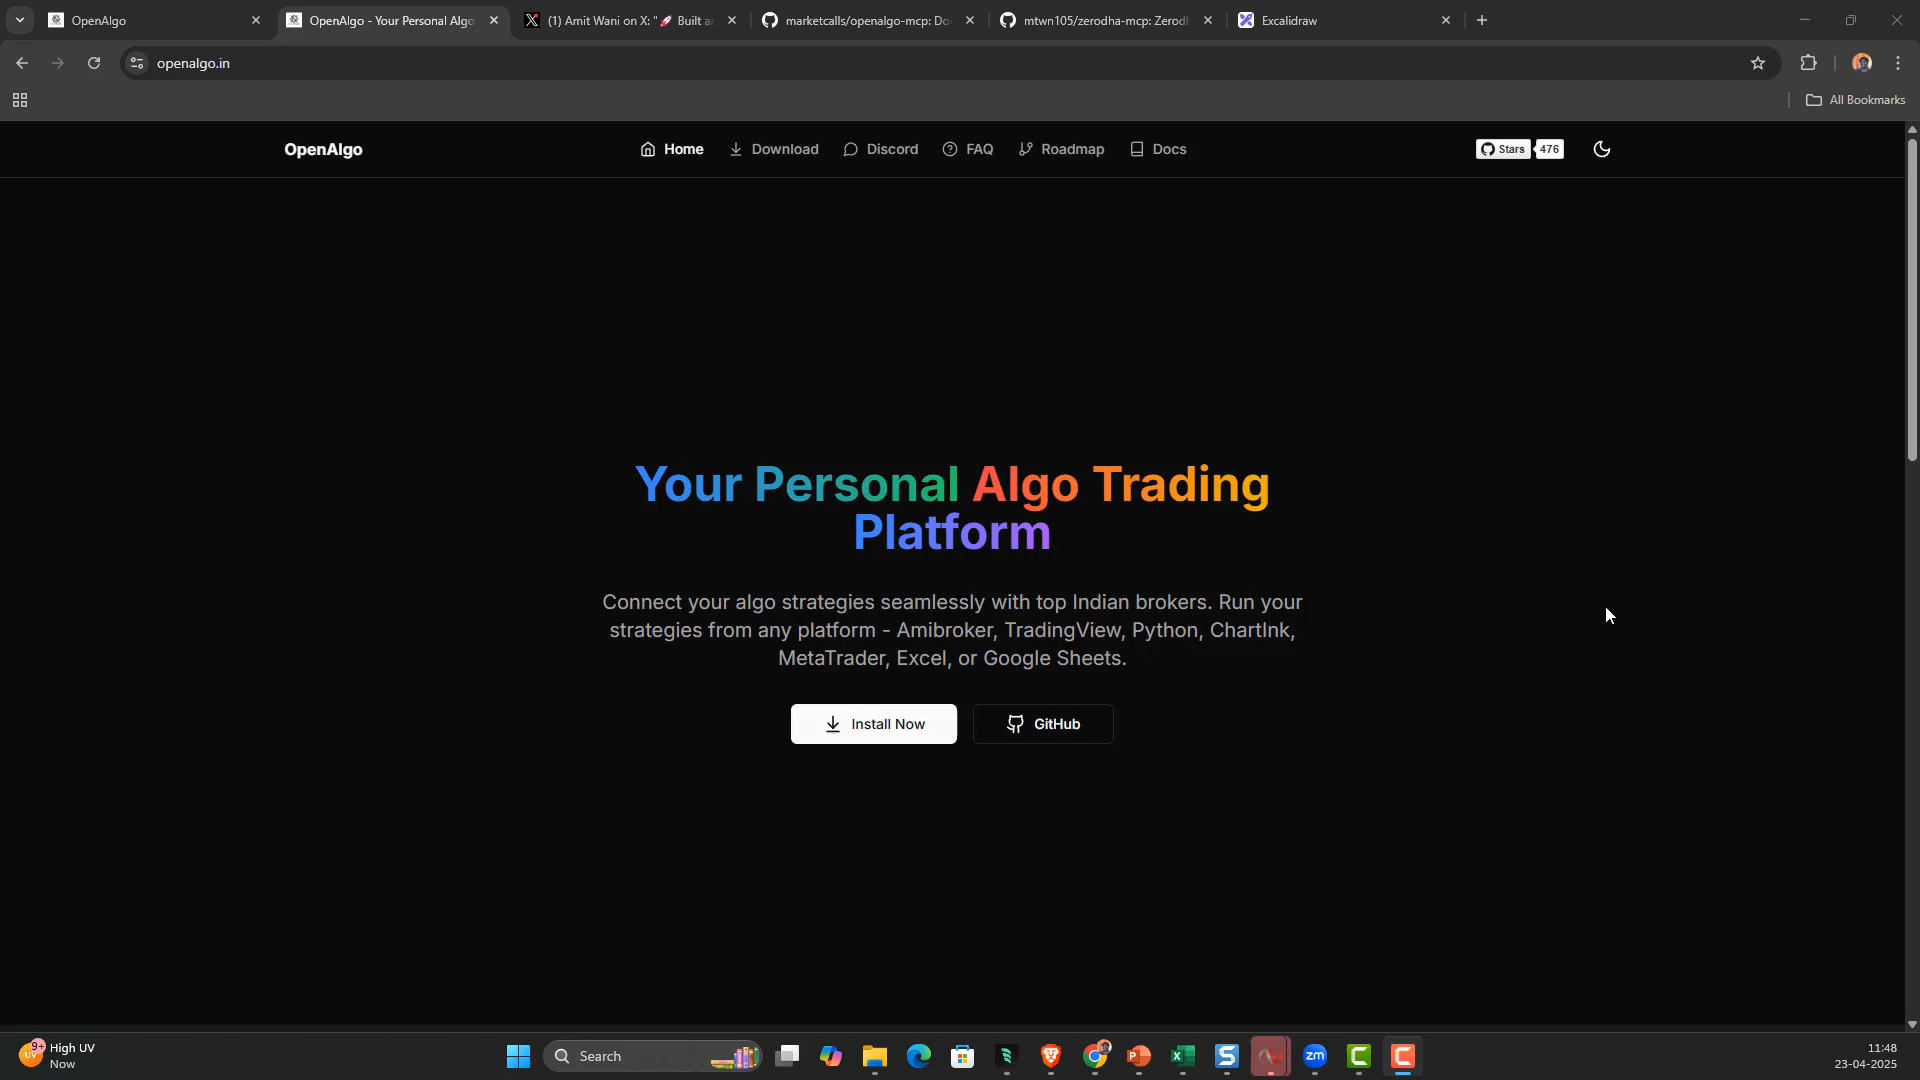 OpenAlgo
OpenAlgo - Your Personal Algo
(1) Amit Wani on X: "🚀 Built a
marketcalls/openalgo-mcp: Do
mtwn105/zerodha-mcp: Zerod
Excalidraw
openalgo.in
All Bookmarks
OpenAlgo
Home
Download
Discord
FAQ
Roadmap
Docs
Stars
476
Your Personal Algo Trading
Platform
Connect your algo strategies seamlessly with top Indian brokers. Run your
strategies from any platform - Amibroker, TradingView, Python, ChartInk,
MetaTrader, Excel, or Google Sheets.
Install Now
GitHub
9+
UV
High UV
Now
Search
P
X
S
zm
C
C
11:48
23-04-2025